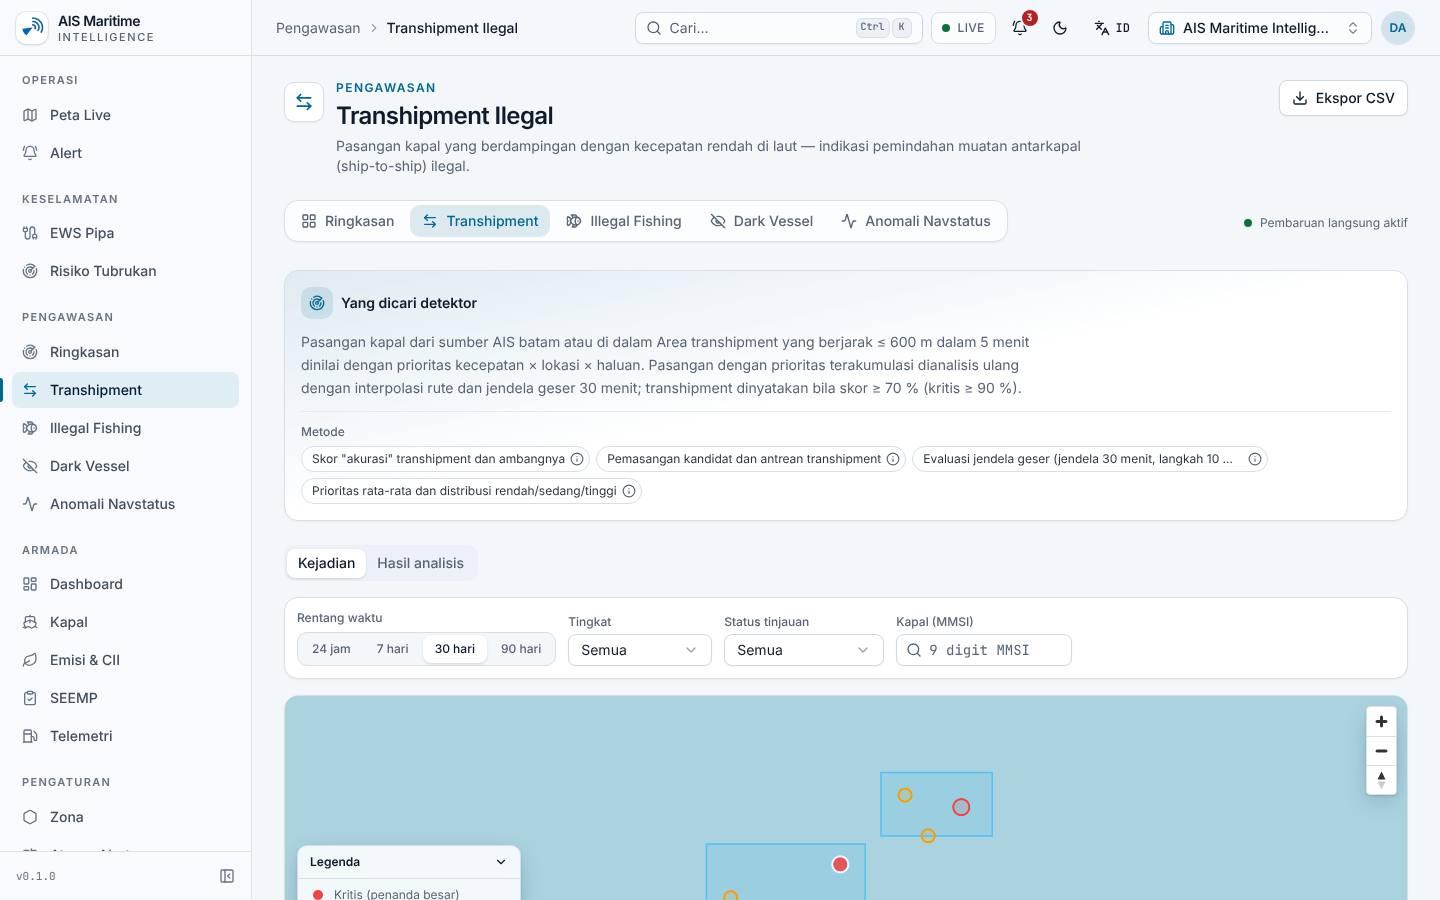 AIS Maritime
INTELLIGENCE
Pengawasan
Transhipment Ilegal
Cari...
Ctrl K
LIVE
3
ID
AIS Maritime Intellig...
DA
OPERASI
Peta Live
Alert
KESELAMATAN
EWS Pipa
Risiko Tubrukan
PENGAWASAN
Ringkasan
Transhipment
Illegal Fishing
Dark Vessel
Anomali Navstatus
ARMADA
Dashboard
Kapal
Emisi & CII
SEEMP
Telemetri
PENGATURAN
Zona
v0.1.0
PENGAWASAN
Transhipment Ilegal
Pasangan kapal yang berdampingan dengan kecepatan rendah di laut — indikasi pemindahan muatan antarkapal
(ship-to-ship) ilegal.
Ekspor CSV
Ringkasan
Transhipment
Illegal Fishing
Dark Vessel
Anomali Navstatus
Pembaruan langsung aktif
Yang dicari detektor
Pasangan kapal dari sumber AIS batam atau di dalam Area transhipment yang berjarak ≤ 600 m dalam 5 menit
dinilai dengan prioritas kecepatan × lokasi × haluan. Pasangan dengan prioritas terakumulasi dianalisis ulang
dengan interpolasi rute dan jendela geser 30 menit; transhipment dinyatakan bila skor ≥ 70 % (kritis ≥ 90 %).
Metode
Skor "akurasi" transhipment dan ambangnya
Pemasangan kandidat dan antrean transhipment
Evaluasi jendela geser (jendela 30 menit, langkah 10 ...
Prioritas rata-rata dan distribusi rendah/sedang/tinggi
Kejadian
Hasil analisis
Rentang waktu
24 jam
7 hari
30 hari
90 hari
Tingkat
Semua
Status tinjauan
Semua
Kapal (MMSI)
9 digit MMSI
Legenda
Kritis (penanda besar)